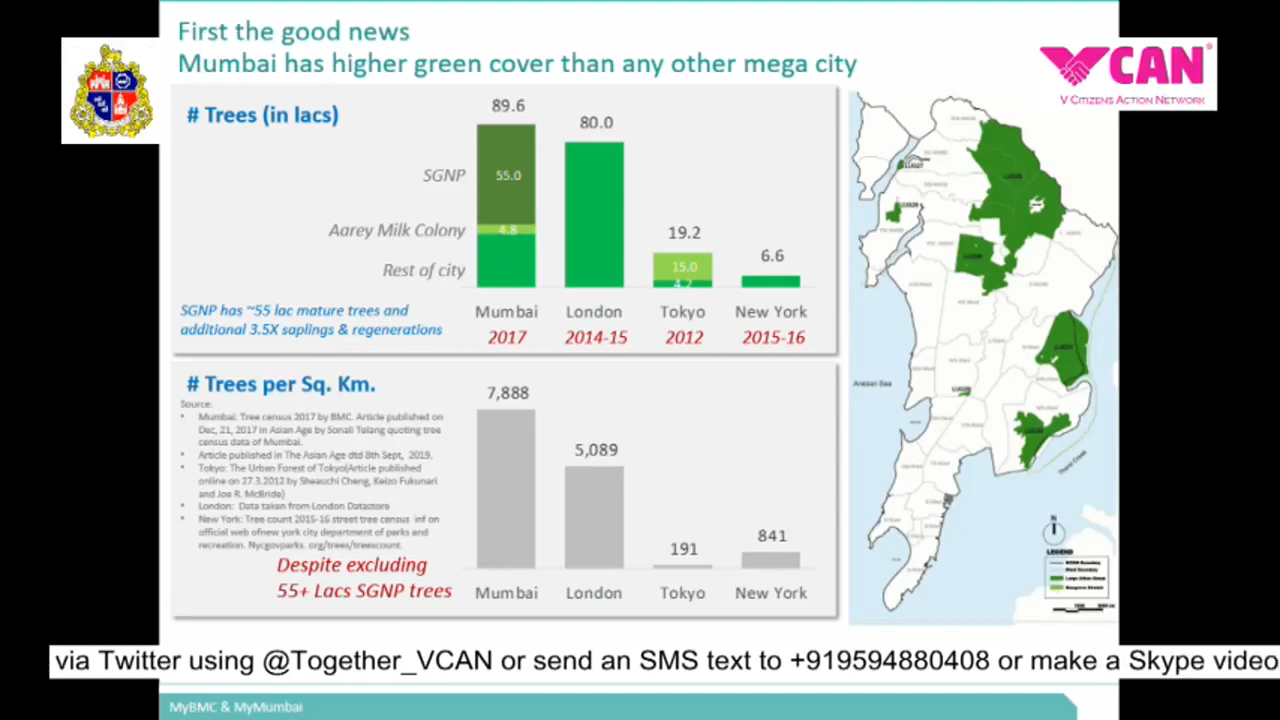 First the good news
Mumbai has higher green cover than any other mega city
VCAN®
V CITIZENS ACTION NETWORK
# Trees (in lacs)
89.6
80.0
SGNP
55.0
Aarey Milk Colony
4.8
19.2
Rest of city
15.0
4.2
6.6
SGNP has ~55 lac mature trees and
additional 3.5X saplings & regenerations
Mumbai London Tokyo New York
2017 2014-15 2012 2015-16
# Trees per Sq. Km.
Source:
• Mumbai: Tree census 2017 by BMC. Article published on
Dec, 21, 2017 in Asian Age by Sonali Telang quoting tree
census data of Mumbai.
• Article published in The Asian Age dtd 8th Sept, 2019.
• Tokyo: The Urban Forest of Tokyo(Article published
online on 27.3.2012 by Sheauchi Cheng, Keizo Fukunari
and Joe R. McBride)
• London: Data taken from London Datastore
• New York: Tree count 2015-16 street tree census inf on
official web ofnew york city department of parks and
recreation. Nycgovparks. org/trees/treescount.
7,888
5,089
191
841
Despite excluding
55+ Lacs SGNP trees
Mumbai London Tokyo New York
Arabian Sea
Thane Creek
N
LEGEND
via Twitter using @Together_VCAN or send an SMS text to +919594880408 or make a Skype video
MyBMC & MyMumbai